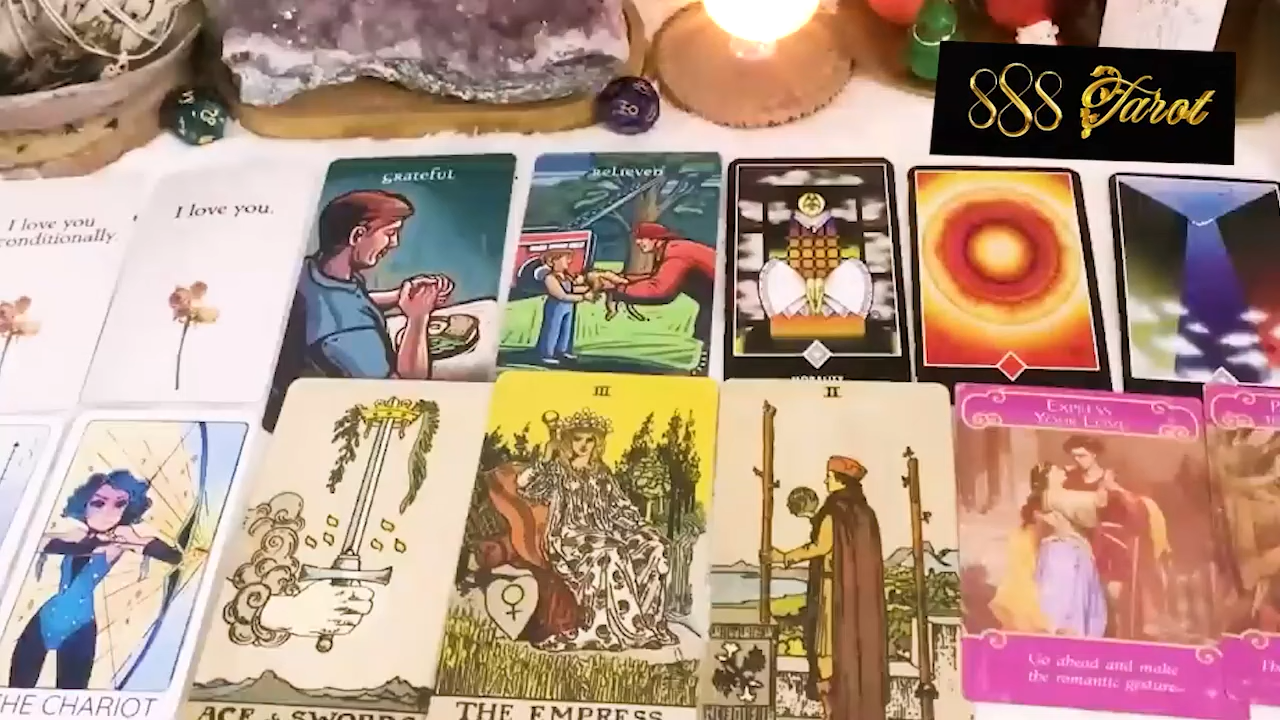 888 Tarot
I love you
conditionally.
I love you.
GRATEFUL
RELIEVED
III
II
EXPRESS
YOUR LOVE
Go ahead and make
the romantic gesture...
THE CHARIOT
ACE of SWORDS
THE EMPRESS